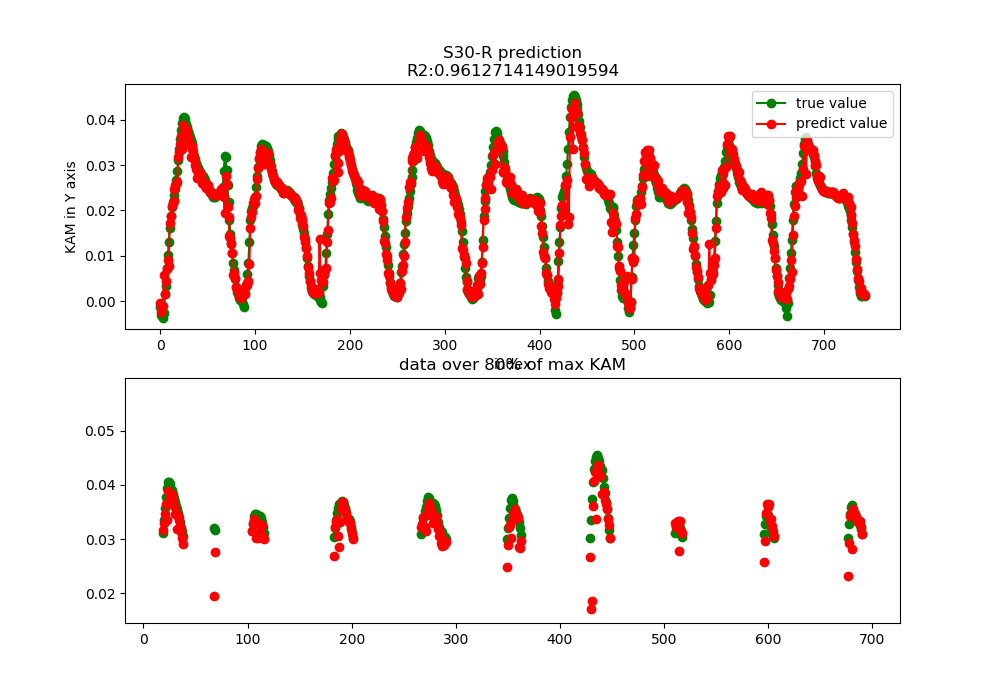 S30-R prediction
R2:0.9612714149019594
true value
predict value
KAM in Y axis
0.04
0.03
0.02
0.01
0.00
0 100 200 300 400 500 600 700
index
data over 80% of max KAM
0.05
0.04
0.03
0.02
0 100 200 300 400 500 600 700